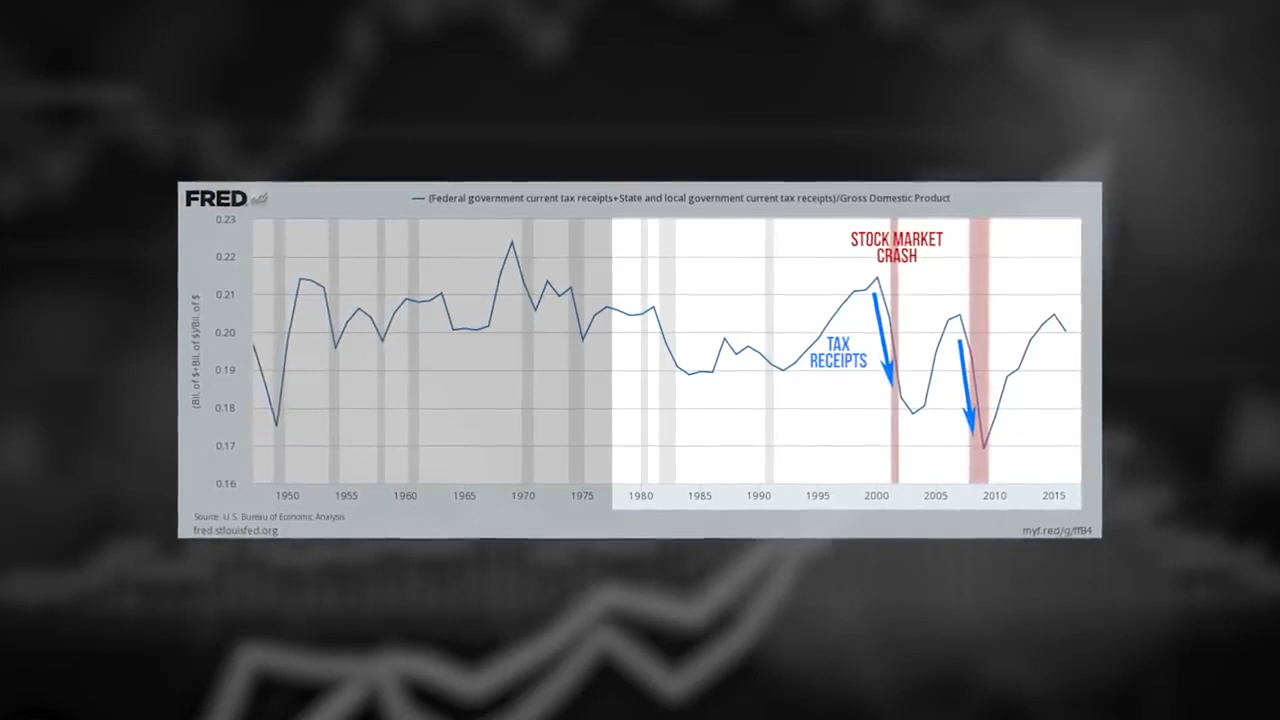 FRED
(Federal government current tax receipts+State and local government current tax receipts)/Gross Domestic Product
0.23
0.22
0.21
0.20
0.19
0.18
0.17
0.16
(Bil. of $+Bil. of $)/Bil. of $
STOCK MARKET
CRASH
TAX
RECEIPTS
1950 1955 1960 1965 1970 1975 1980 1985 1990 1995 2000 2005 2010 2015
Source: U.S. Bureau of Economic Analysis
fred.stlouisfed.org